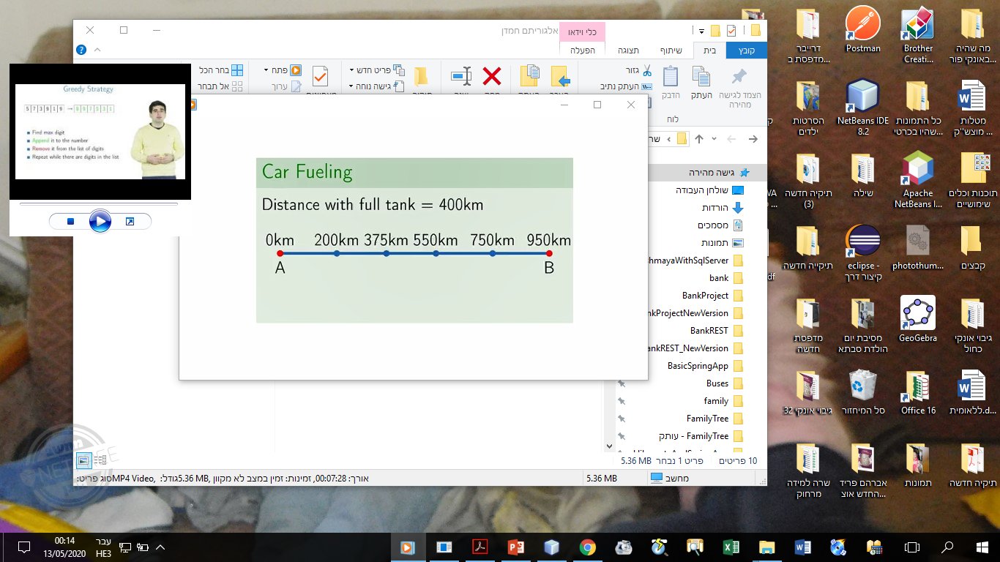 כלי וידאו
אלגוריתם חמדן
קובץ
בית
שיתוף
תצוגה
הפעלה
הצמד לגישה
מהירה
העתק
הדבק
גזור
העתק נתיב
לוח
פריט חדש
גישה נוחה
פתח
ערוך
בחר הכל
אל תבחר
Greedy Strategy
5 7 3 9 1 9 → 9 9 7 5 3 1
Find max digit
Append it to the number
Remove it from the list of digits
Repeat while there are digits in the list
Car Fueling
Distance with full tank = 400km
0km 200km 375km 550km 750km 950km
A B
גישה מהירה
שולחן העבודה
הורדות
מסמכים
תמונות
hmayaWithSqlServer
bank
BankProject
nkProjectNewVersion
BankREST
ankREST_NewVersion
BasicSpringApp
Buses
family
FamilyTree
FamilyTree - עותק
10 פריטים
פריט 1 נבחר 5.36 MB
אורך: 00:07:28, זמינות: זמין במצב לא מקוון, 5.36 MB גודל: MP4 Video, סוג פריט:
5.36 MB
מחשב
מה שהיה
באונקי פור...
Brother
Creati...
Postman
דרייבר
מדפסת ב...
מטלות
מוצש"ק ...
כל התמונות
שהיו בכרטי...
NetBeans IDE
8.2
הסרטות
ילדים
תוכנות וכלים
שימושיים
Apache
NetBeans I...
שילה
תיקיה חדשה
(3)
קבצים
photothum...
eclipse -
קיצור דרך
תיקייה חדשה
גיבוי אונקי
כחול
GeoGebra
מסיבת יום
הולדת סבתא
מדפסת
חדשה
ללאומית.d...
Office 16
סל המיחזור
גיבוי אונקי 32
תיקיה חדשה
תמונות
אברהם פריד
החדש אוצ...
שרה למידה
מרחוק
00:14
13/05/2020
עבר
HE3